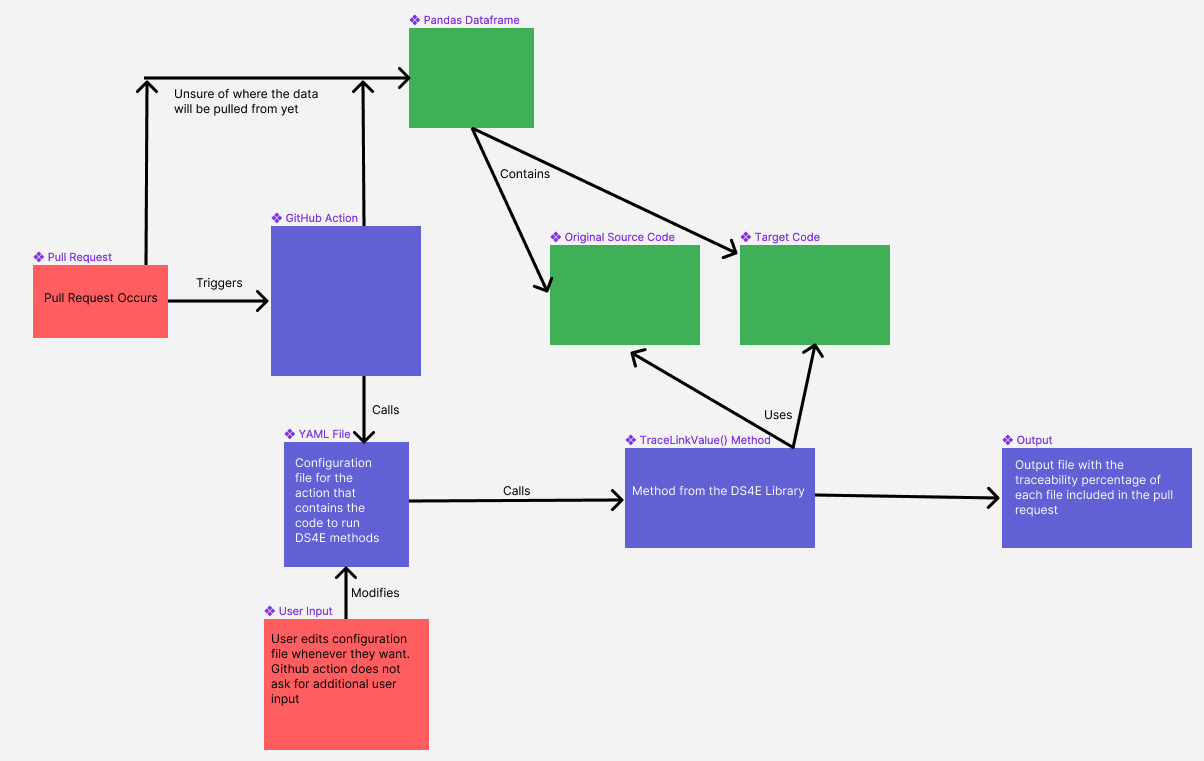 Pandas Dataframe
Unsure of where the data
will be pulled from yet
Contains
GitHub Action
Original Source Code
Target Code
Pull Request
Pull Request Occurs
Triggers
Calls
Uses
YAML File
Configuration
file for the
action that
contains the
code to run
DS4E methods
Calls
TraceLinkValue() Method
Method from the DS4E Library
Output
Output file with the
traceability percentage of
each file included in the pull
request
Modifies
User Input
User edits configuration
file whenever they want.
Github action does not
ask for additional user
input